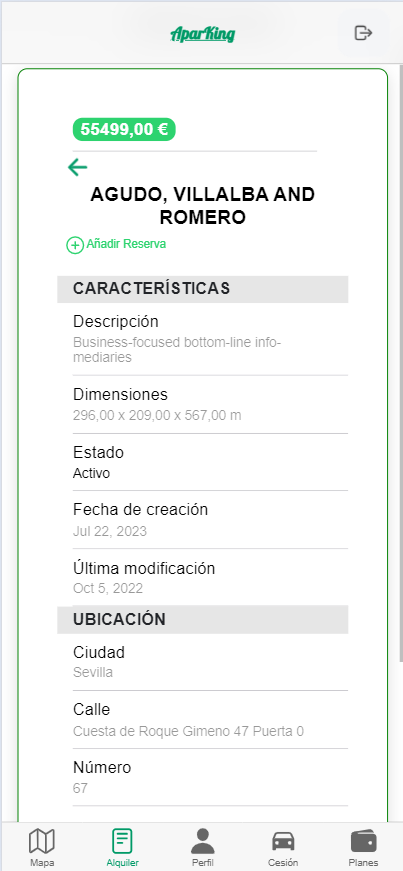 AparKing
55499,00 €
AGUDO, VILLALBA AND
ROMERO
Añadir Reserva
CARACTERÍSTICAS
Descripción
Business-focused bottom-line info-
mediaries
Dimensiones
296,00 x 209,00 x 567,00 m
Estado
Activo
Fecha de creación
Jul 22, 2023
Última modificación
Oct 5, 2022
UBICACIÓN
Ciudad
Sevilla
Calle
Cuesta de Roque Gimeno 47 Puerta 0
Número
67
Mapa
Alquiler
Perfil
Cesión
Planes